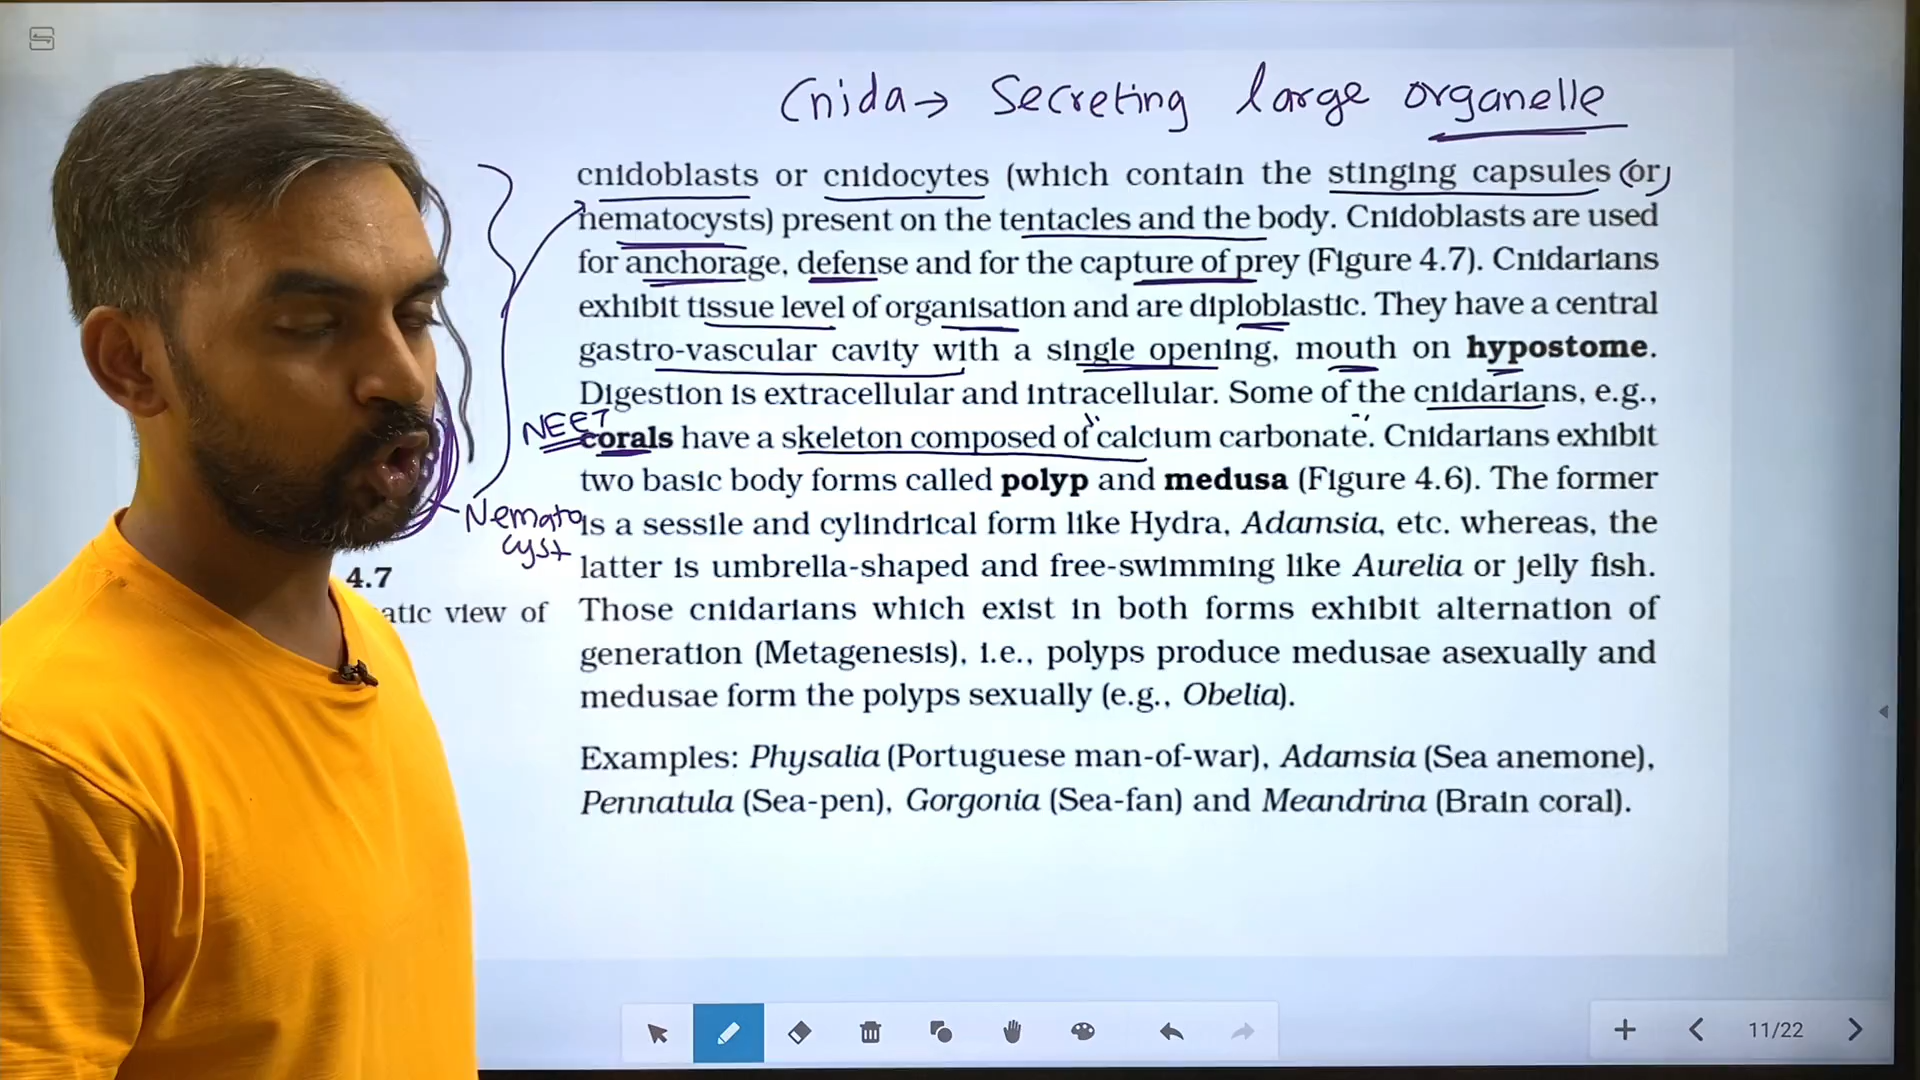 Cnida → Secreting large organelle
cnidoblasts or cnidocytes (which contain the stinging capsules (or)
nematocysts) present on the tentacles and the body. Cnidoblasts are used
for anchorage, defense and for the capture of prey (Figure 4.7). Cnidarians
exhibit tissue level of organisation and are diploblastic. They have a central
gastro-vascular cavity with a single opening, mouth on hypostome.
Digestion is extracellular and intracellular. Some of the cnidarians, e.g.,
NEET
corals have a skeleton composed of calcium carbonate. Cnidarians exhibit
two basic body forms called polyp and medusa (Figure 4.6). The former
Nemato
cyst
is a sessile and cylindrical form like Hydra, Adamsia, etc. whereas, the
latter is umbrella-shaped and free-swimming like Aurelia or jelly fish.
4.7
atic view of
Those cnidarians which exist in both forms exhibit alternation of
generation (Metagenesis), i.e., polyps produce medusae asexually and
medusae form the polyps sexually (e.g., Obelia).
Examples: Physalia (Portuguese man-of-war), Adamsia (Sea anemone),
Pennatula (Sea-pen), Gorgonia (Sea-fan) and Meandrina (Brain coral).
11/22